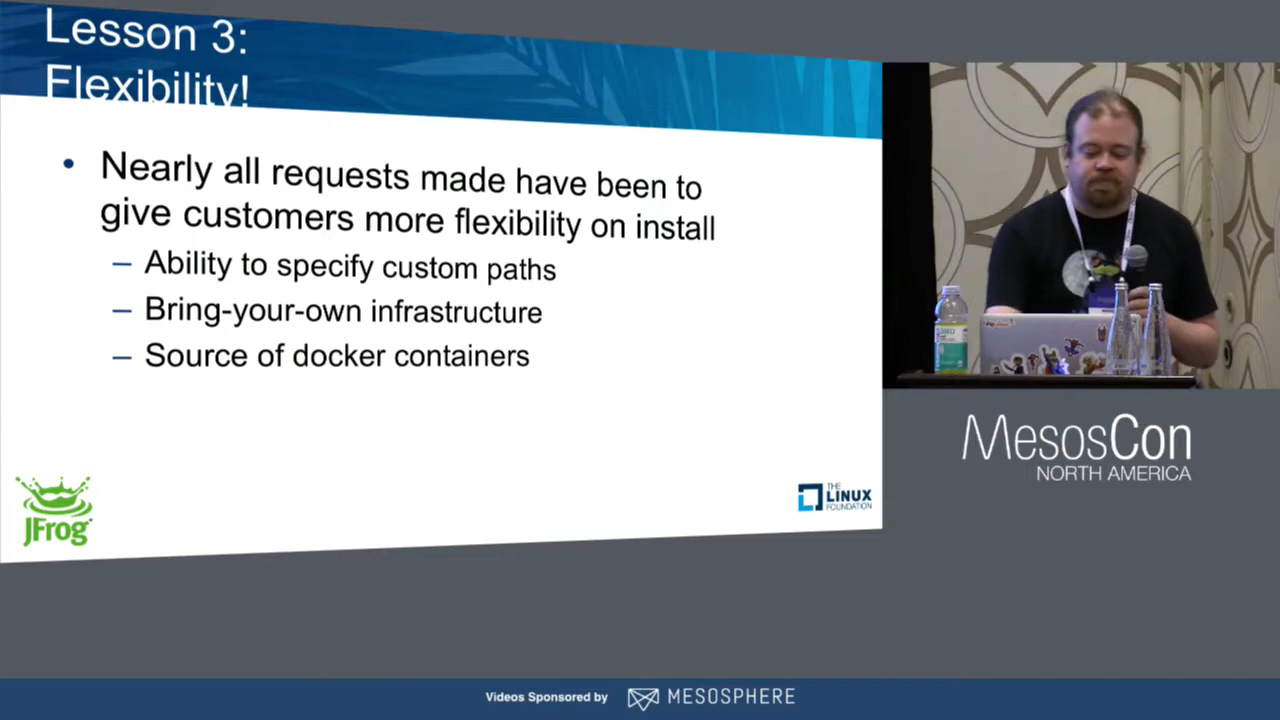 Lesson 3:
Flexibility!
• Nearly all requests made have been to
give customers more flexibility on install
– Ability to specify custom paths
– Bring-your-own infrastructure
– Source of docker containers
JFrog
THE
LINUX
FOUNDATION
MesosCon
NORTH AMERICA
Videos Sponsored by
MESOSPHERE